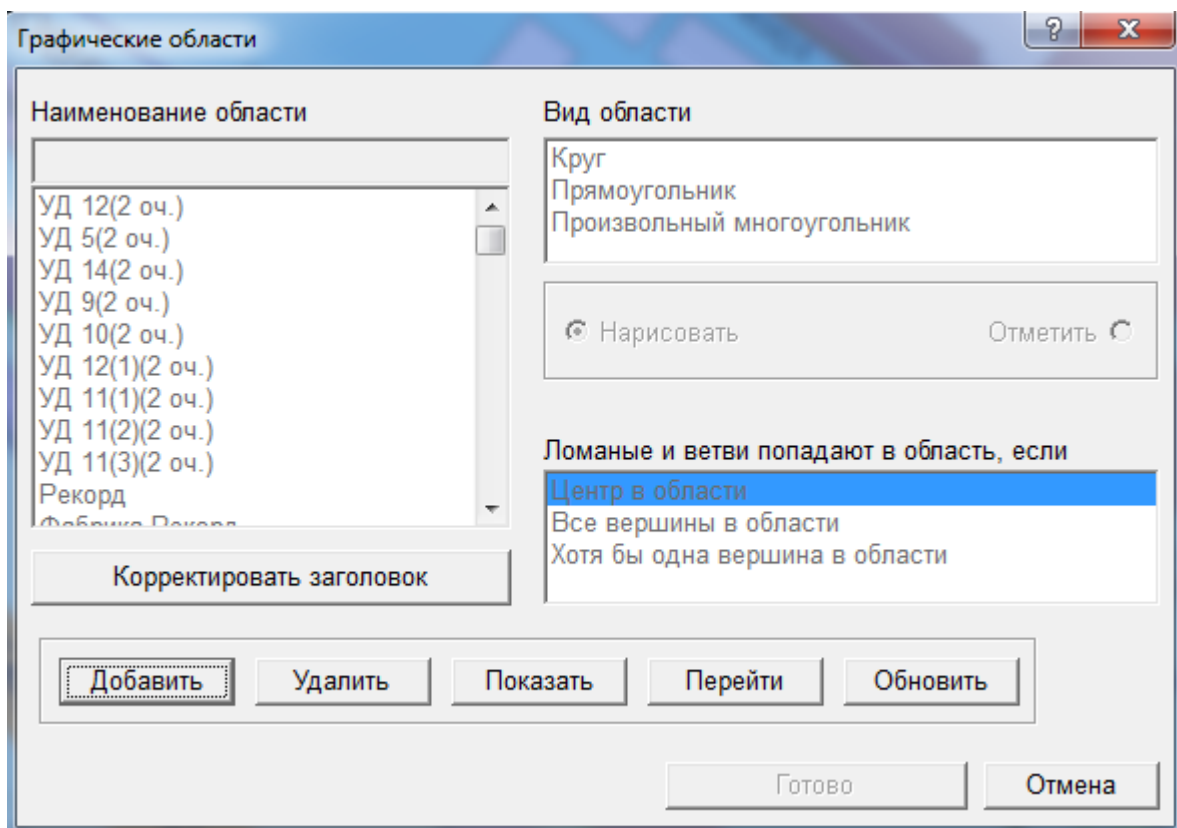 Графические области
Наименование области
УД 12(2 оч.)
УД 5(2 оч.)
УД 14(2 оч.)
УД 9(2 оч.)
УД 10(2 оч.)
УД 12(1)(2 оч.)
УД 11(1)(2 оч.)
УД 11(2)(2 оч.)
УД 11(3)(2 оч.)
Рекорд
Фабрика Рекорд
Корректировать заголовок
Вид области
Круг
Прямоугольник
Произвольный многоугольник
Нарисовать Отметить
Ломаные и ветви попадают в область, если
Центр в области
Все вершины в области
Хотя бы одна вершина в области
Добавить Удалить Показать Перейти Обновить
Готово Отмена